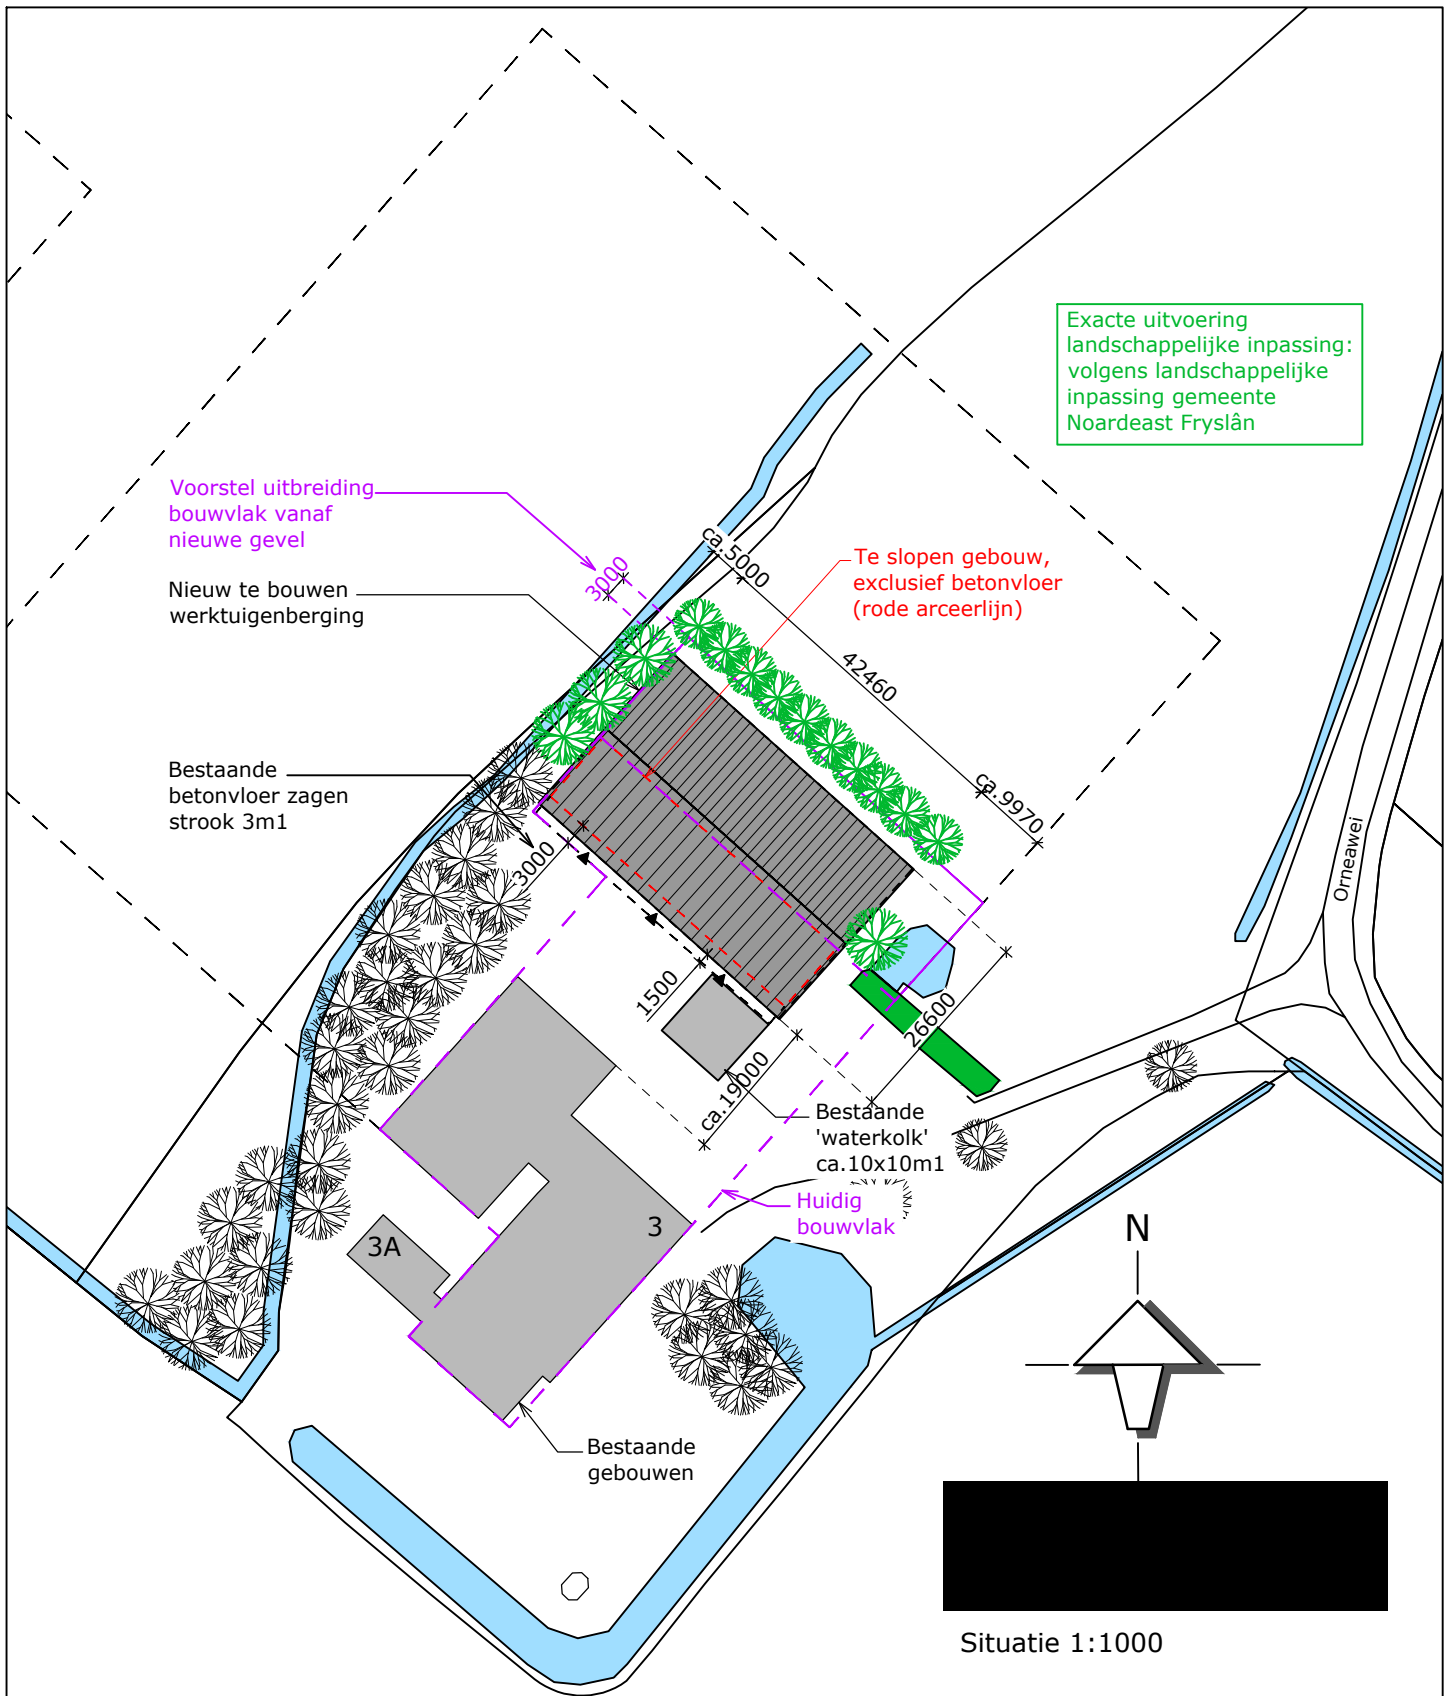 Exacte uitvoering
landschappelijke inpassing:
volgens landschappelijke
inpassing gemeente
Noardeast Fryslân
Voorstel uitbreiding
bouwvlak vanaf
nieuwe gevel
3000
ca.5000
Te slopen gebouw,
exclusief betonvloer
(rode arceerlijn)
Nieuw te bouwen
werktuigenberging
42460
Bestaande
betonvloer zagen
strook 3m1
ca.9970
Orneawei
3000
1500
26600
ca.19000
Bestaande
'waterkolk'
ca.10x10m1
Huidig
bouwvlak
3
3A
N
Bestaande
gebouwen
Situatie 1:1000